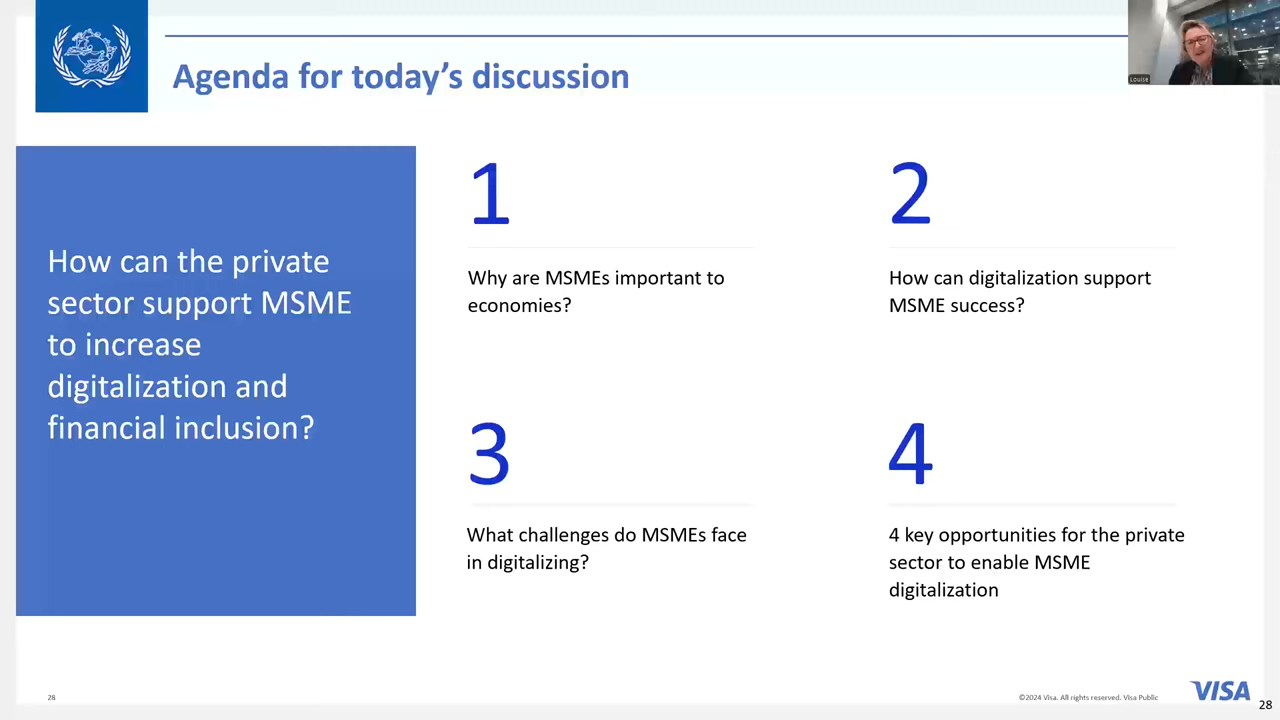 Agenda for today's discussion
Louise
How can the private
sector support MSME
to increase
digitalization and
financial inclusion?
1
Why are MSMEs important to
economies?
2
How can digitalization support
MSME success?
3
What challenges do MSMEs face
in digitalizing?
4
4 key opportunities for the private
sector to enable MSME
digitalization
28
©2024 Visa. All rights reserved. Visa Public
VISA
28